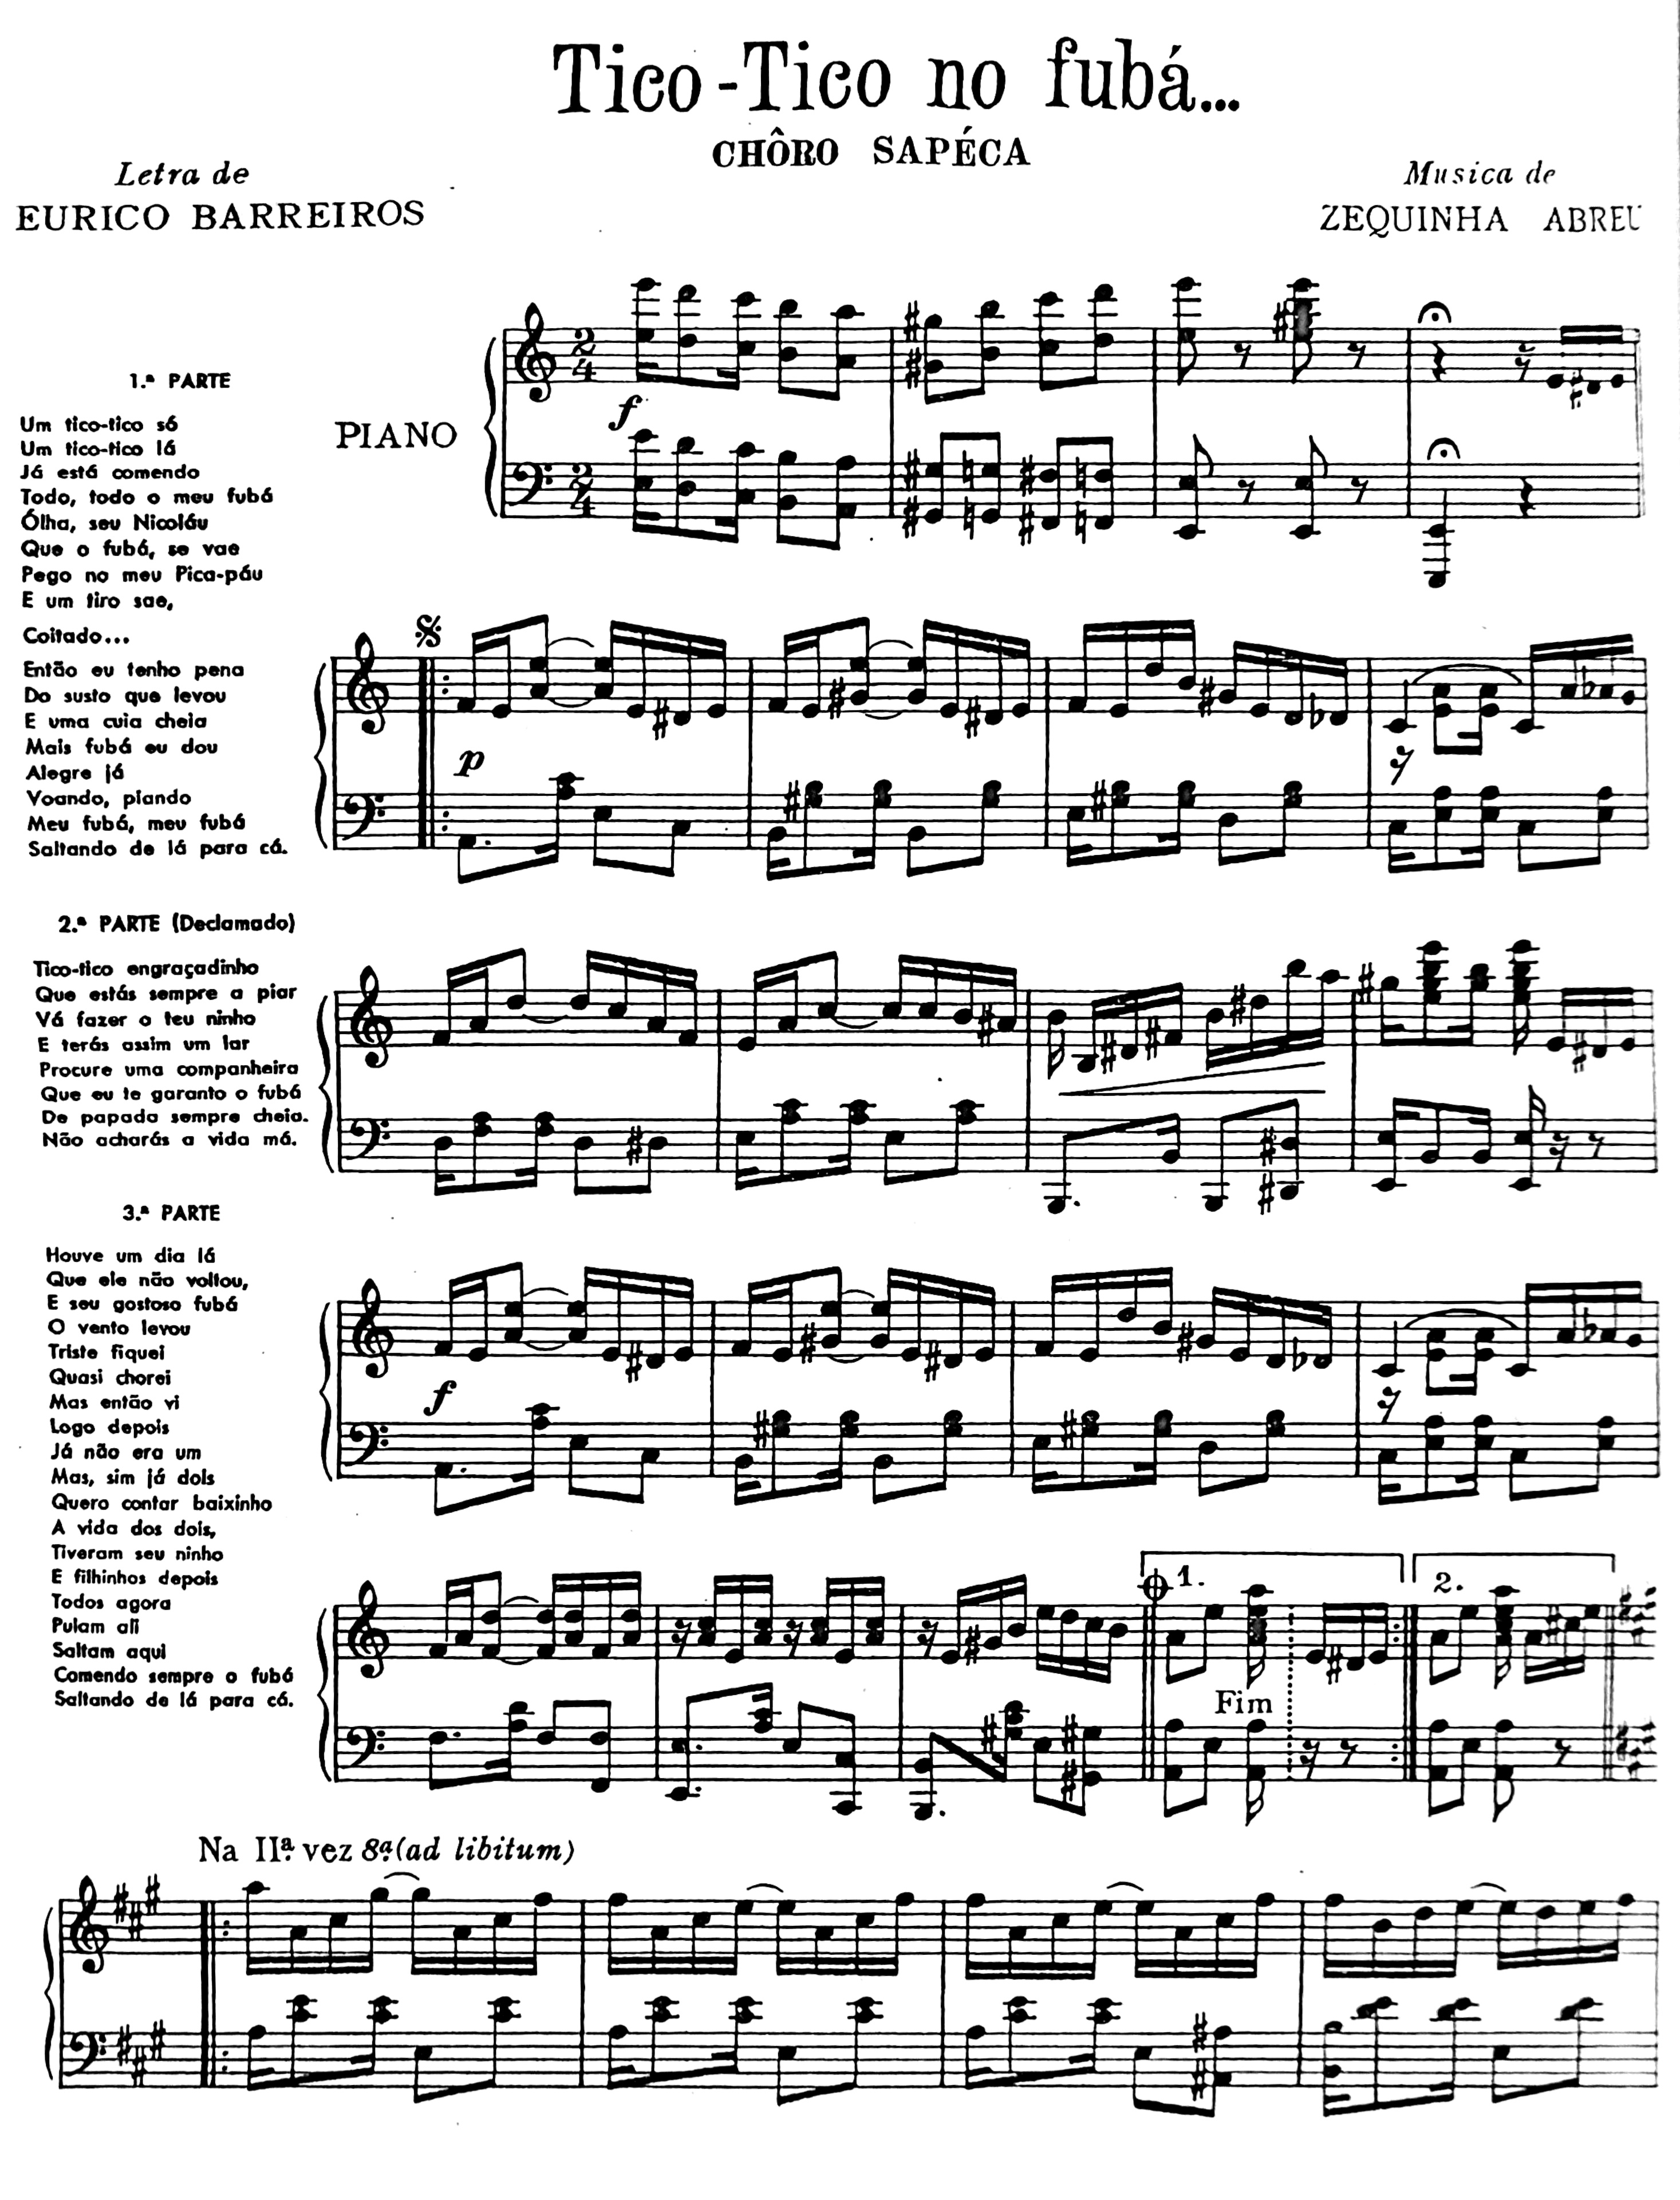 Tico-Tico no fubá...
CHÔRO SAPÉCA
Letra de
EURICO BARREIROS
Musica de
ZEQUINHA ABREU
PIANO
f
1.ª PARTE
Um tico-tico só
Um tico-tico lá
Já está comendo
Todo, todo o meu fubá
Ólha, seu Nicoláu
Que o fubá, se vae
Pego no meu Pica-páu
E um tiro sae,
Coitado...
Então eu tenho pena
Do susto que levou
E uma cuia cheia
Mais fubá eu dou
Alegre já
Voando, piando
Meu fubá, meu fubá
Saltando de lá para cá.
p
2.ª PARTE (Declamado)
Tico-tico engraçadinho
Que estás sempre a piar
Vá fazer o teu ninho
E terás assim um lar
Procure uma companheira
Que eu te garanto o fubá
De papada sempre cheia.
Não acharás a vida má.
3.ª PARTE
Houve um dia lá
Que ele não voltou,
E seu gostoso fubá
O vento levou
Triste fiquei
Quasi chorei
Mas então vi
Logo depois
Já não era um
Mas, sim já dois
Quero contar baixinho
A vida dos dois,
Tiveram seu ninho
E filhinhos depois
Todos agora
Pulam ali
Saltam aqui
Comendo sempre o fubá
Saltando de lá para cá.
f
1.
2.
Fim
Na IIª. vez 8ª.(ad libitum)